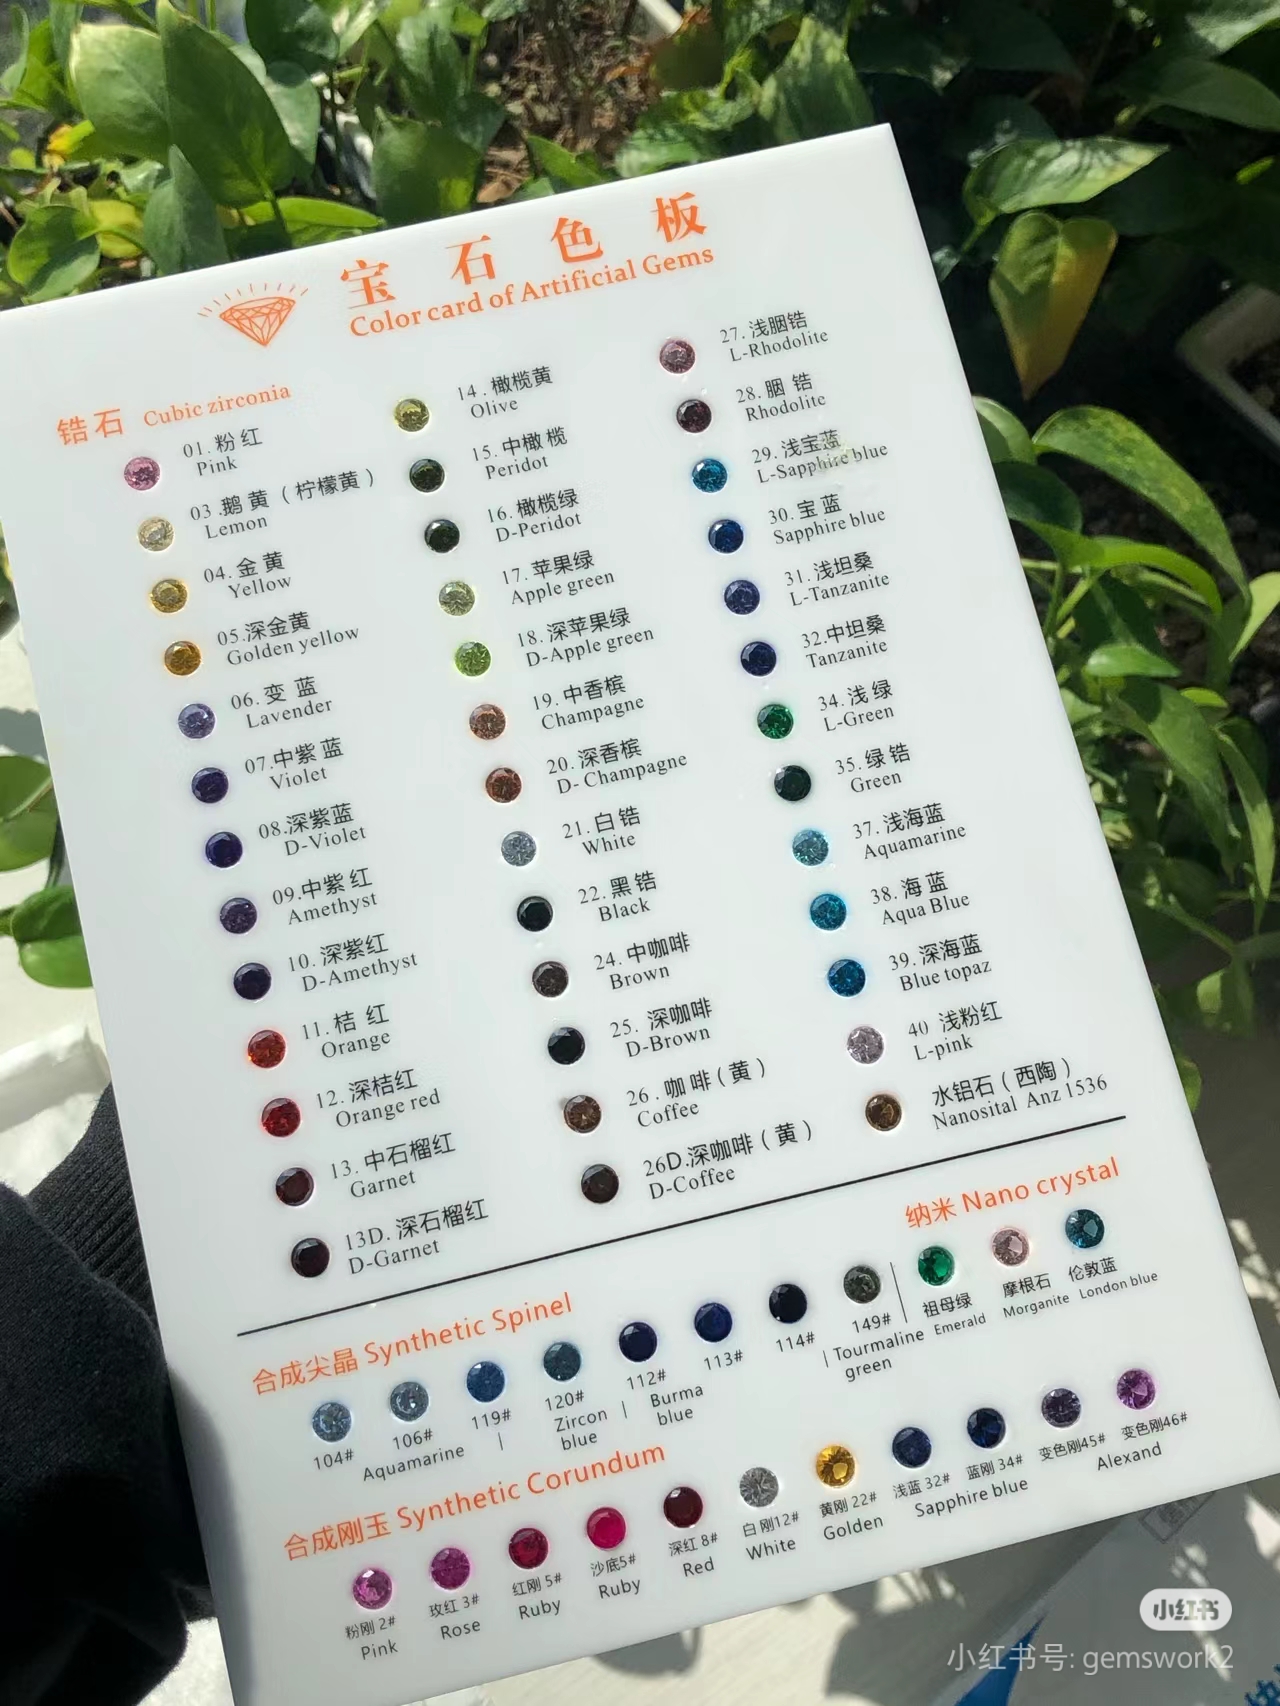 宝石色板
Color card of Artificial Gems
锆石 Cubic zirconia
01.粉红
Pink
03.鹅黄（柠檬黄）
Lemon
04.金黄
Yellow
05.深金黄
Golden yellow
06.变蓝
Lavender
07.中紫蓝
Violet
08.深紫蓝
D-Violet
09.中紫红
Amethyst
10.深紫红
D-Amethyst
11.桔红
Orange
12.深桔红
Orange red
13.中石榴红
Garnet
13D.深石榴红
D-Garnet
14.橄榄黄
Olive
15.中橄榄
Peridot
16.橄榄绿
D-Peridot
17.苹果绿
Apple green
18.深苹果绿
D-Apple green
19.中香槟
Champagne
20.深香槟
D-Champagne
21.白锆
White
22.黑锆
Black
24.中咖啡
Brown
25.深咖啡
D-Brown
26.咖啡(黄)
Coffee
26D.深咖啡(黄)
D-Coffee
27.浅胭锆
L-Rhodolite
28.胭锆
Rhodolite
29.浅宝蓝
L-Sapphire blue
30.宝蓝
Sapphire blue
31.浅坦桑
L-Tanzanite
32.中坦桑
Tanzanite
34.浅绿
L-Green
35.绿锆
Green
37.浅海蓝
Aquamarine
38.海蓝
Aqua Blue
39.深海蓝
Blue topaz
40 浅粉红
L-pink
水铝石(西陶)
Nanosital Anz 1536
合成尖晶 Synthetic Spinel
104# 106# 119# 120# 112# 113# 114# 149#
Aquamarine | Zircon blue | Burma blue | Tourmaline green
纳米 Nano crystal
祖母绿 摩根石 伦敦蓝
Emerald Morganite London blue
合成刚玉 Synthetic Corundum
粉刚 2# 玫红 3# 红刚 5# 沙底5# 深红 8# 白刚12# 黄刚 22# 浅蓝 32# 蓝刚 34# 变色刚45# 变色刚46#
Pink Rose Ruby Ruby Red White Golden Sapphire blue Alexand
小红书
小红书号: gemswork2